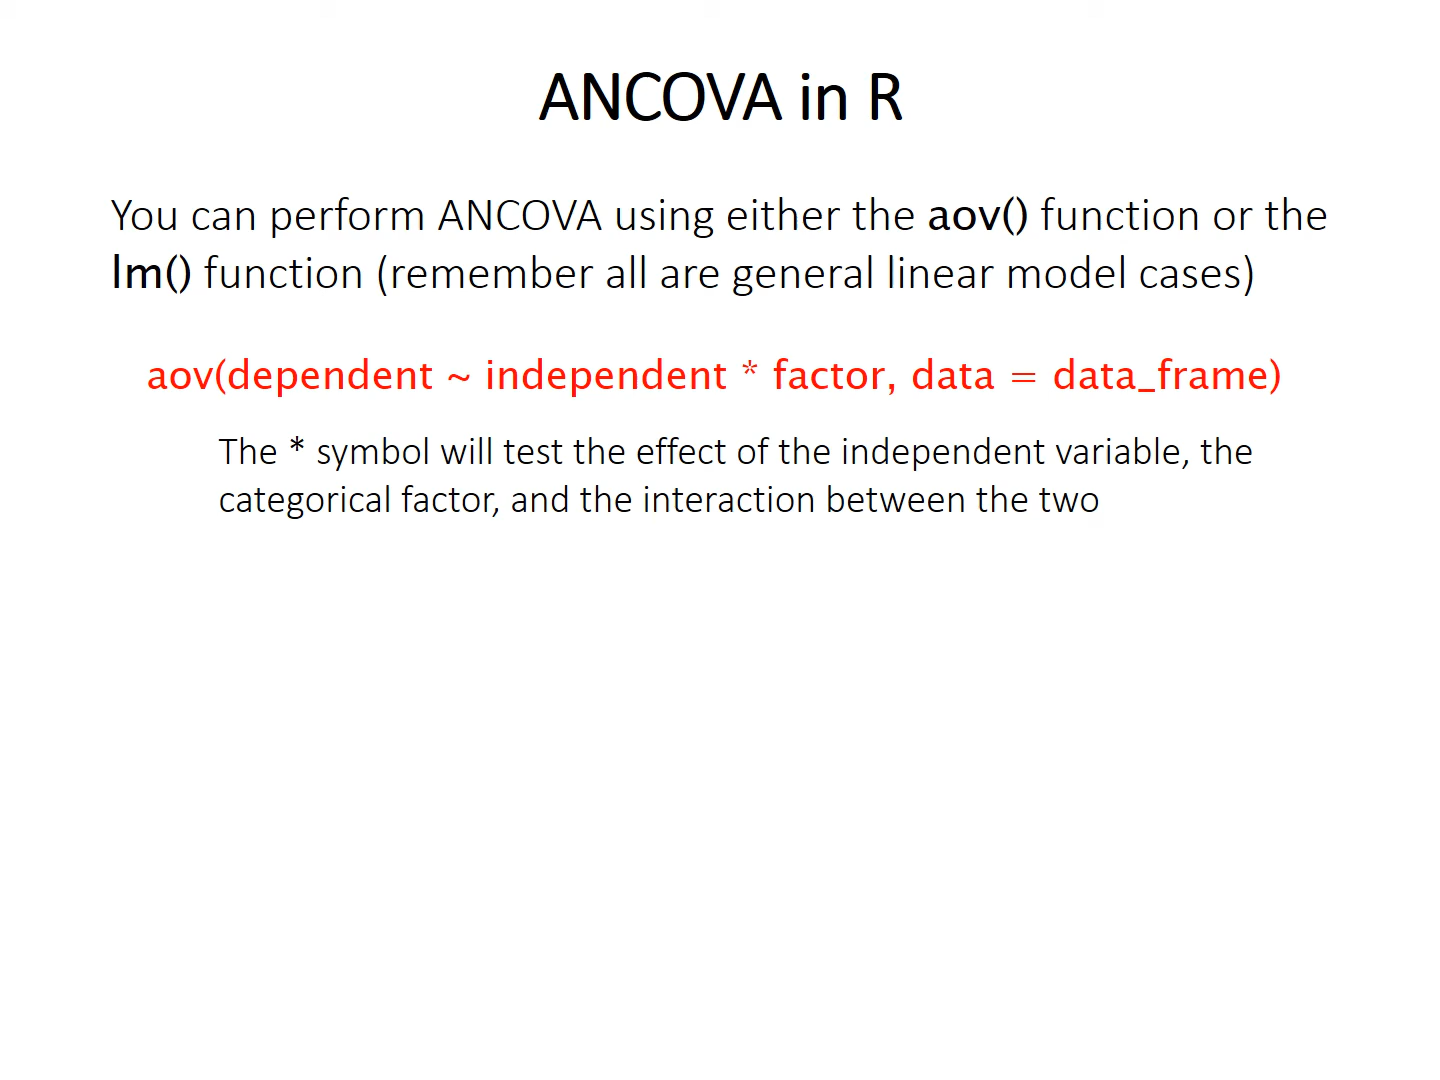 ANCOVA in R
You can perform ANCOVA using either the aov() function or the
lm() function (remember all are general linear model cases)
aov(dependent ~ independent * factor, data = data_frame)
The * symbol will test the effect of the independent variable, the
categorical factor, and the interaction between the two